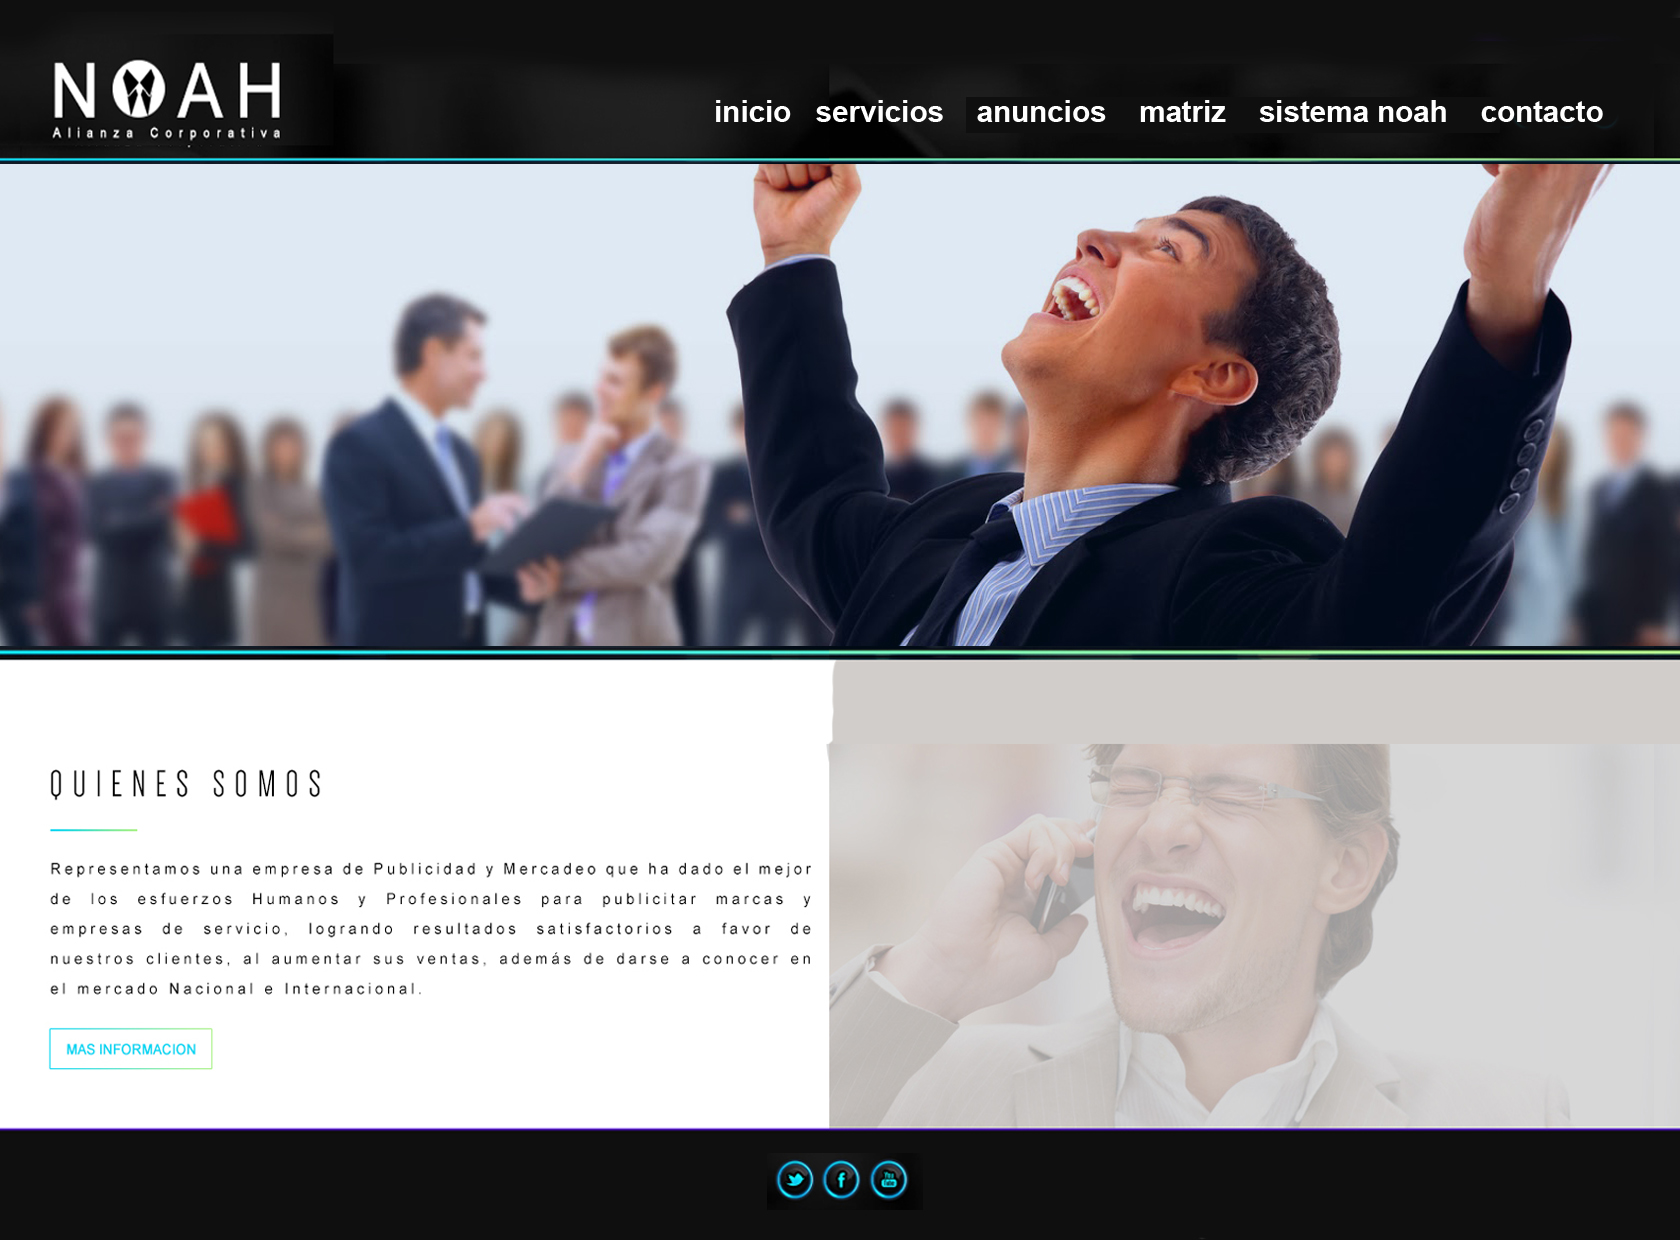 NOAH
Alianza Corporativa
inicio servicios anuncios matriz sistema noah contacto
QUIENES SOMOS
Representamos una empresa de Publicidad y Mercadeo que ha dado el mejor
de los esfuerzos Humanos y Profesionales para publicitar marcas y
empresas de servicio, logrando resultados satisfactorios a favor de
nuestros clientes, al aumentar sus ventas, además de darse a conocer en
el mercado Nacional e Internacional.
MAS INFORMACION
You Tube